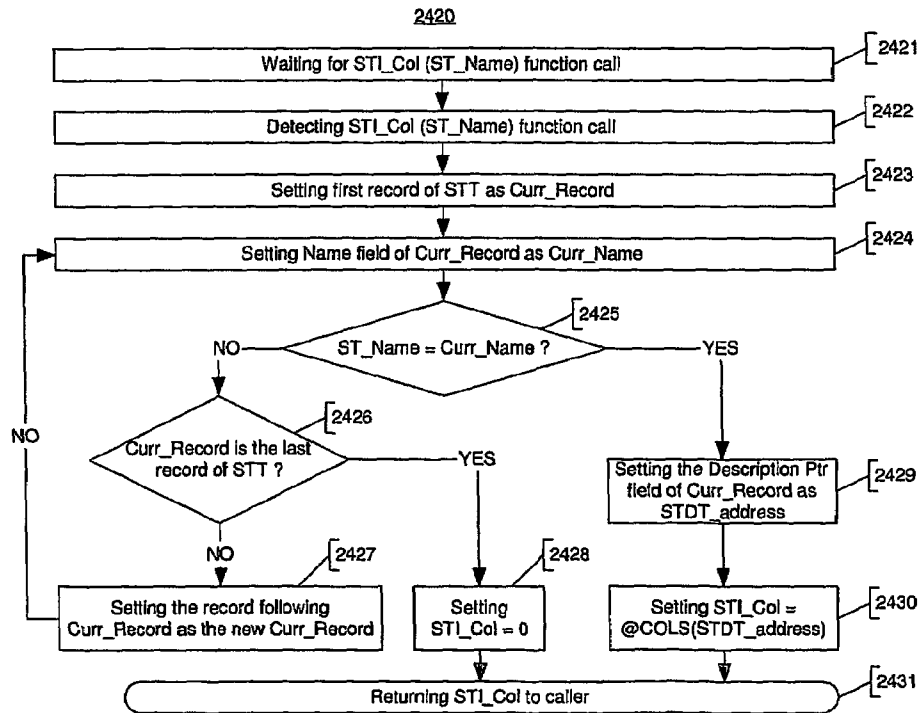 2420
Waiting for STI_Col (ST_Name) function call
2421
Detecting STI_Col (ST_Name) function call
2422
Setting first record of STT as Curr_Record
2423
Setting Name field of Curr_Record as Curr_Name
2424
ST_Name = Curr_Name ?
2425
NO
YES
Curr_Record is the last
record of STT ?
2426
NO
YES
NO
Setting the Description Ptr
field of Curr_Record as
STDT_address
2429
Setting the record following
Curr_Record as the new Curr_Record
2427
Setting
STI_Col = 0
2428
Setting STI_Col =
@COLS(STDT_address)
2430
Returning STI_Col to caller
2431